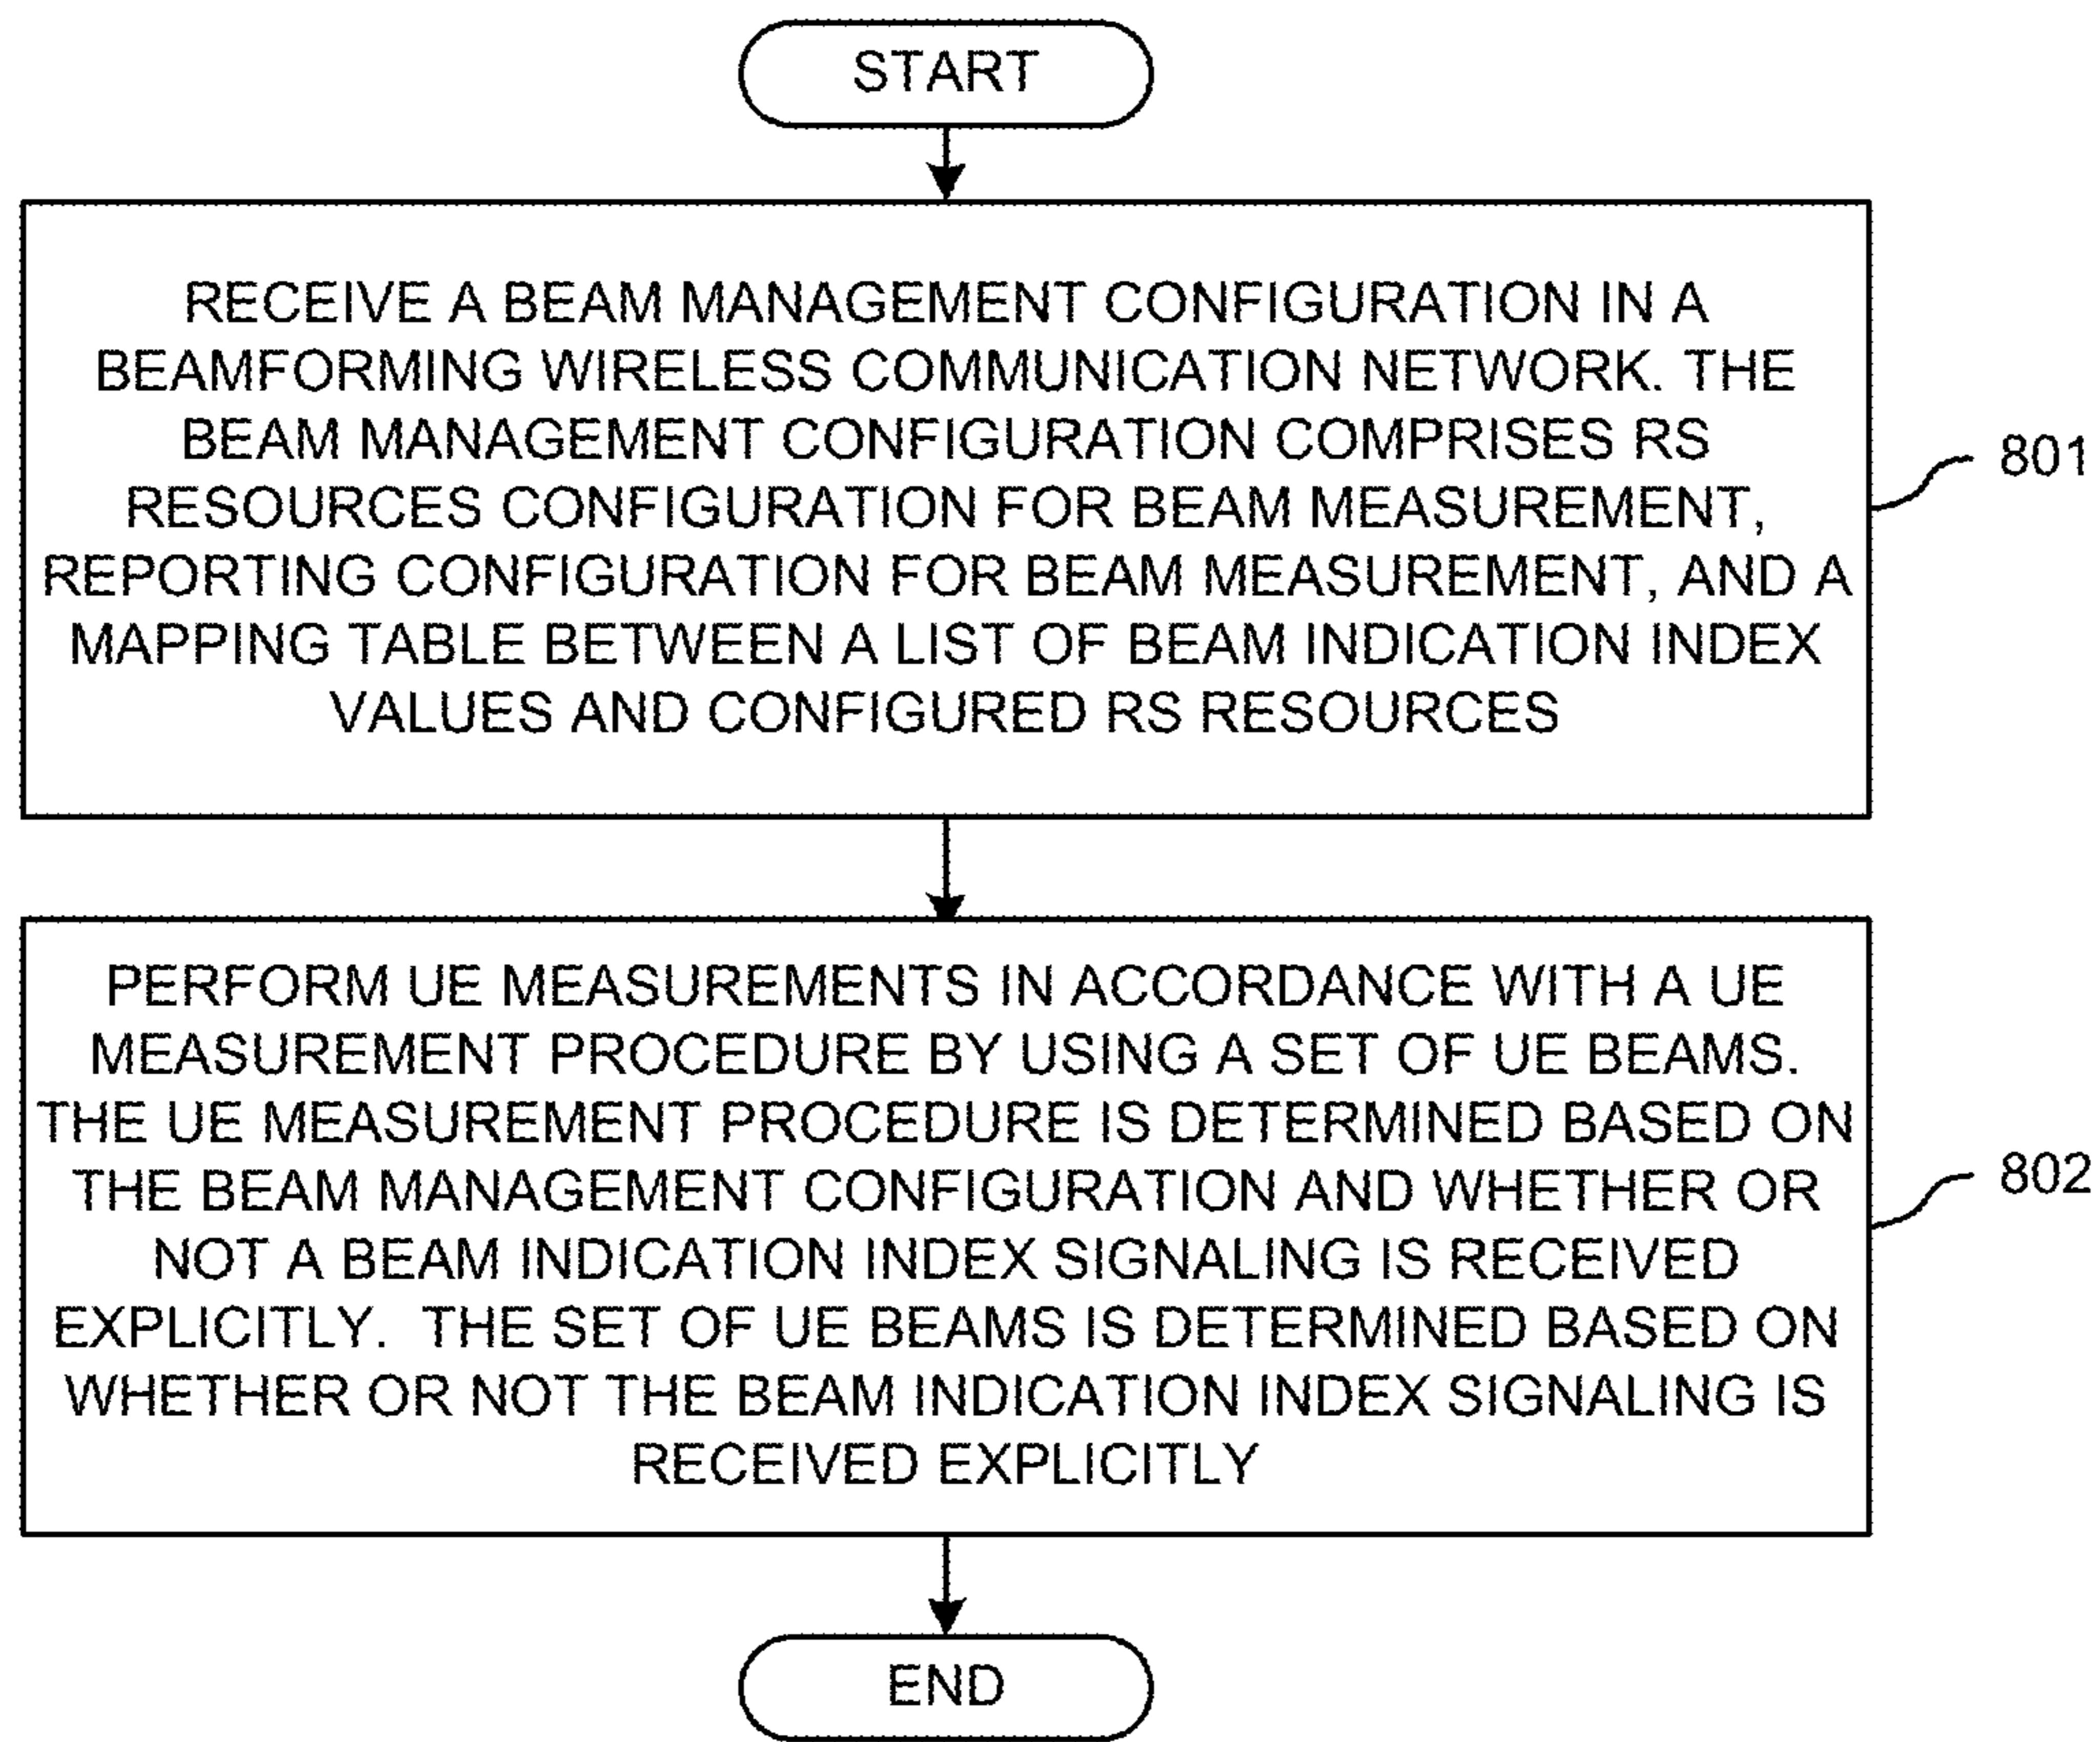 START
RECEIVE A BEAM MANAGEMENT CONFIGURATION IN A
BEAMFORMING WIRELESS COMMUNICATION NETWORK. THE
BEAM MANAGEMENT CONFIGURATION COMPRISES RS
RESOURCES CONFIGURATION FOR BEAM MEASUREMENT,
REPORTING CONFIGURATION FOR BEAM MEASUREMENT, AND A
MAPPING TABLE BETWEEN A LIST OF BEAM INDICATION INDEX
VALUES AND CONFIGURED RS RESOURCES
801
PERFORM UE MEASUREMENTS IN ACCORDANCE WITH A UE
MEASUREMENT PROCEDURE BY USING A SET OF UE BEAMS.
THE UE MEASUREMENT PROCEDURE IS DETERMINED BASED ON
THE BEAM MANAGEMENT CONFIGURATION AND WHETHER OR
NOT A BEAM INDICATION INDEX SIGNALING IS RECEIVED
EXPLICITLY. THE SET OF UE BEAMS IS DETERMINED BASED ON
WHETHER OR NOT THE BEAM INDICATION INDEX SIGNALING IS
RECEIVED EXPLICITLY
802
END